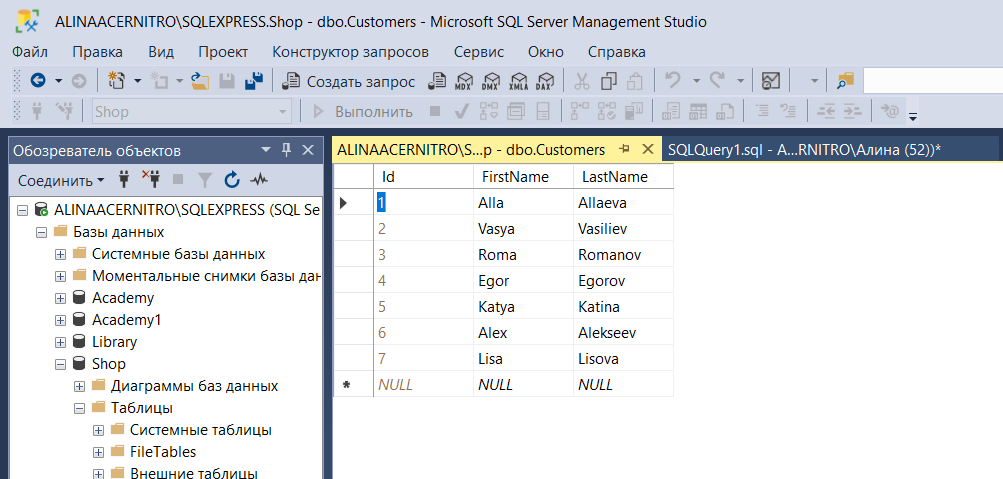 ALINAACERNITRO\SQLEXPRESS.Shop - dbo.Customers - Microsoft SQL Server Management Studio
Файл Правка Вид Проект Конструктор запросов Сервис Окно Справка
Создать запрос MDX DMX XMLA DAX
Shop Выполнить
Обозреватель объектов
Соединить
ALINAACERNITRO\SQLEXPRESS (SQL Se
Базы данных
Системные базы данных
Моментальные снимки базы дан
Academy
Academy1
Library
Shop
Диаграммы баз данных
Таблицы
Системные таблицы
FileTables
Внешние таблицы
ALINAACERNITRO\S...p - dbo.Customers SQLQuery1.sql - A...RNITRO\Алина (52))*
Id FirstName LastName
1 Alla Allaeva
2 Vasya Vasiliev
3 Roma Romanov
4 Egor Egorov
5 Katya Katina
6 Alex Alekseev
7 Lisa Lisova
NULL NULL NULL